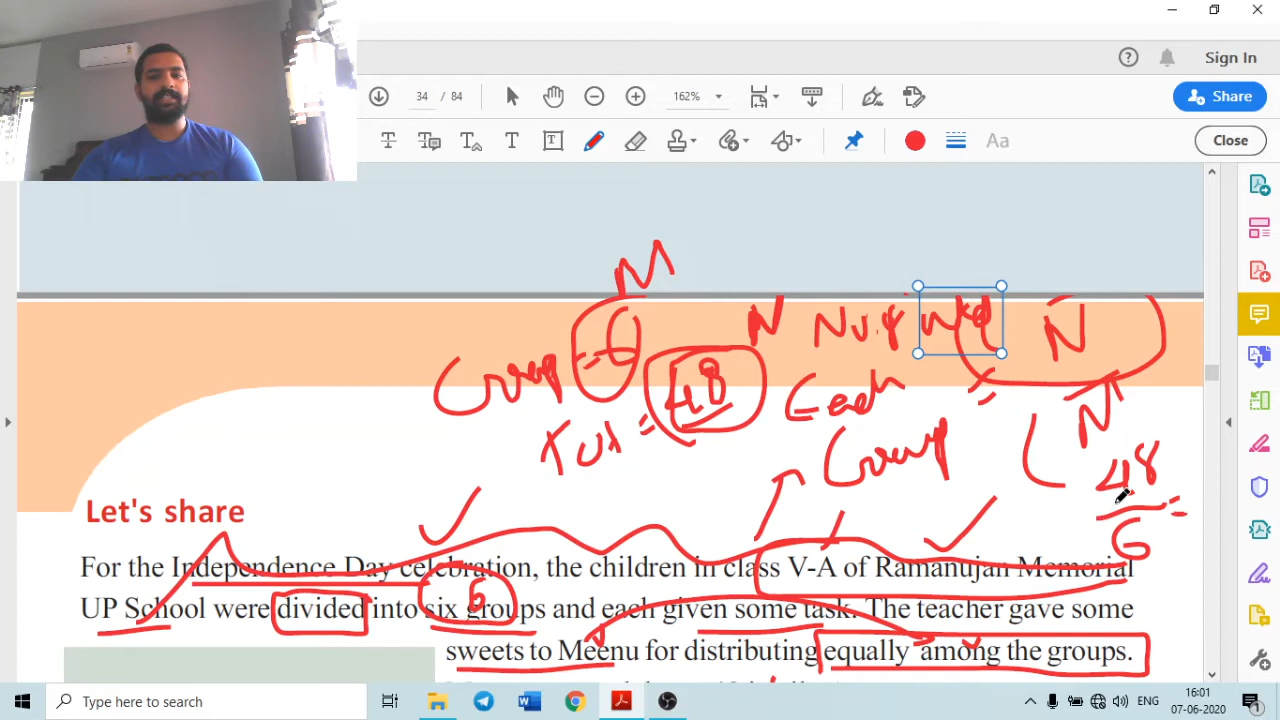 Sign In
34 / 84
162%
Share
Aa
Close
M
N
N
Group = 6
48
Each
Tot =
Group
N
48
6
=
Let's share
For the Independence Day celebration, the children in class V-A of Ramanujan Memorial
UP School were divided into six groups and each given some task. The teacher gave some
6
sweets to Meenu for distributing equally among the groups.
Type here to search
ENG
16:01
07-06-2020